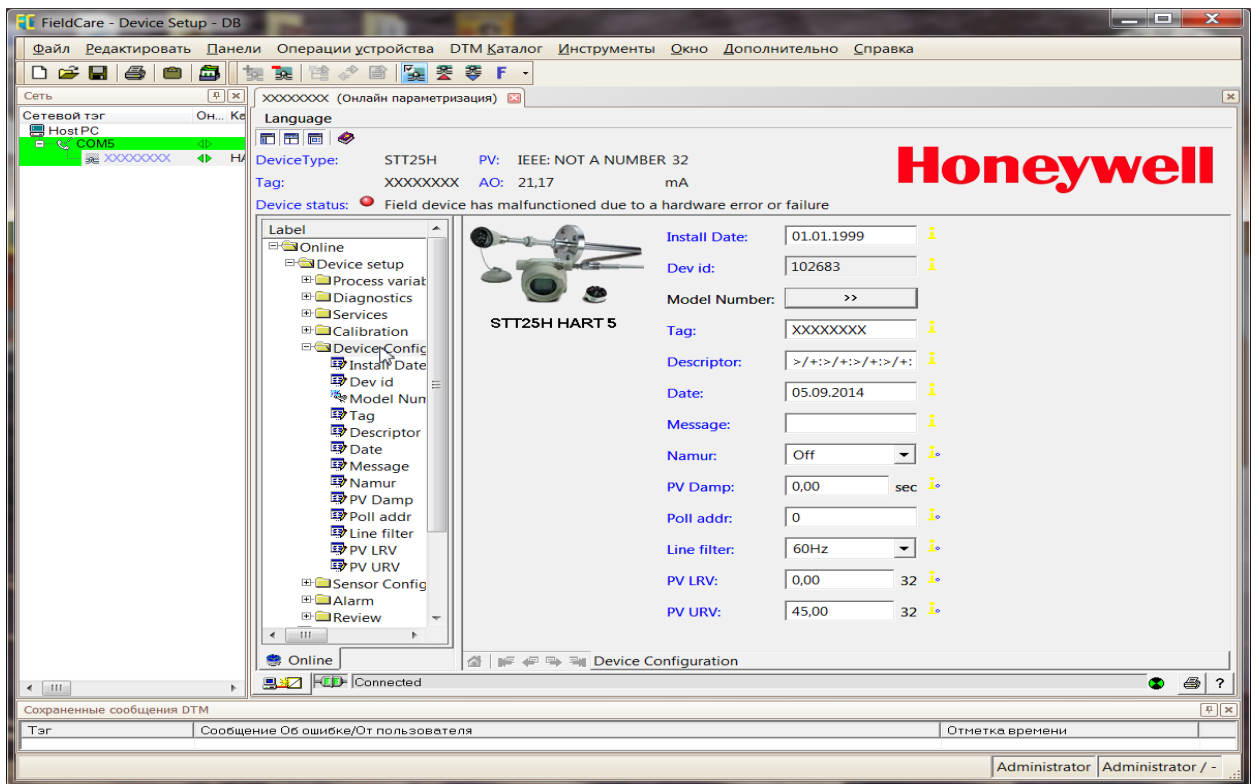 FieldCare - Device Setup - DB
Файл Редактировать Панели Операции устройства DTM Каталог Инструменты Окно Дополнительно Справка
F
Сеть
Сетевой тэг Он... Ка
Host PC
COM5
XXXXXXXX HA
XXXXXXXX (Онлайн параметризация)
Language
DeviceType: STT25H PV: IEEE: NOT A NUMBER 32
Tag: XXXXXXXX AO: 21,17 mA
Device status: Field device has malfunctioned due to a hardware error or failure
Honeywell
Label
Online
Device setup
Process variab
Diagnostics
Services
Calibration
Device Config
Install Date
Dev id
Model Num
Tag
Descriptor
Date
Message
Namur
PV Damp
Poll addr
Line filter
PV LRV
PV URV
Sensor Config
Alarm
Review
Online
STT25H HART 5
Install Date: 01.01.1999
Dev id: 102683
Model Number: >>
Tag: XXXXXXXX
Descriptor: >/+:>/+:>/+:>/+:
Date: 05.09.2014
Message:
Namur: Off
PV Damp: 0,00 sec
Poll addr: 0
Line filter: 60Hz
PV LRV: 0,00 32
PV URV: 45,00 32
Device Configuration
Connected
Сохраненные сообщения DTM
Тэг Сообщение Об ошибке/От пользователя Отметка времени
Administrator Administrator / -